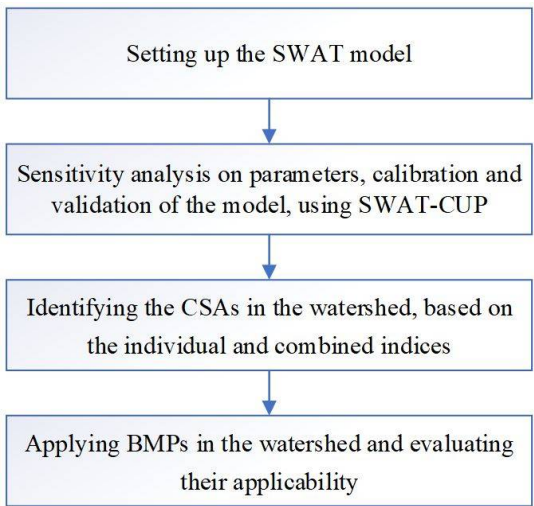 Setting up the SWAT model
Sensitivity analysis on parameters, calibration and
validation of the model, using SWAT-CUP
Identifying the CSAs in the watershed, based on
the individual and combined indices
Applying BMPs in the watershed and evaluating
their applicability